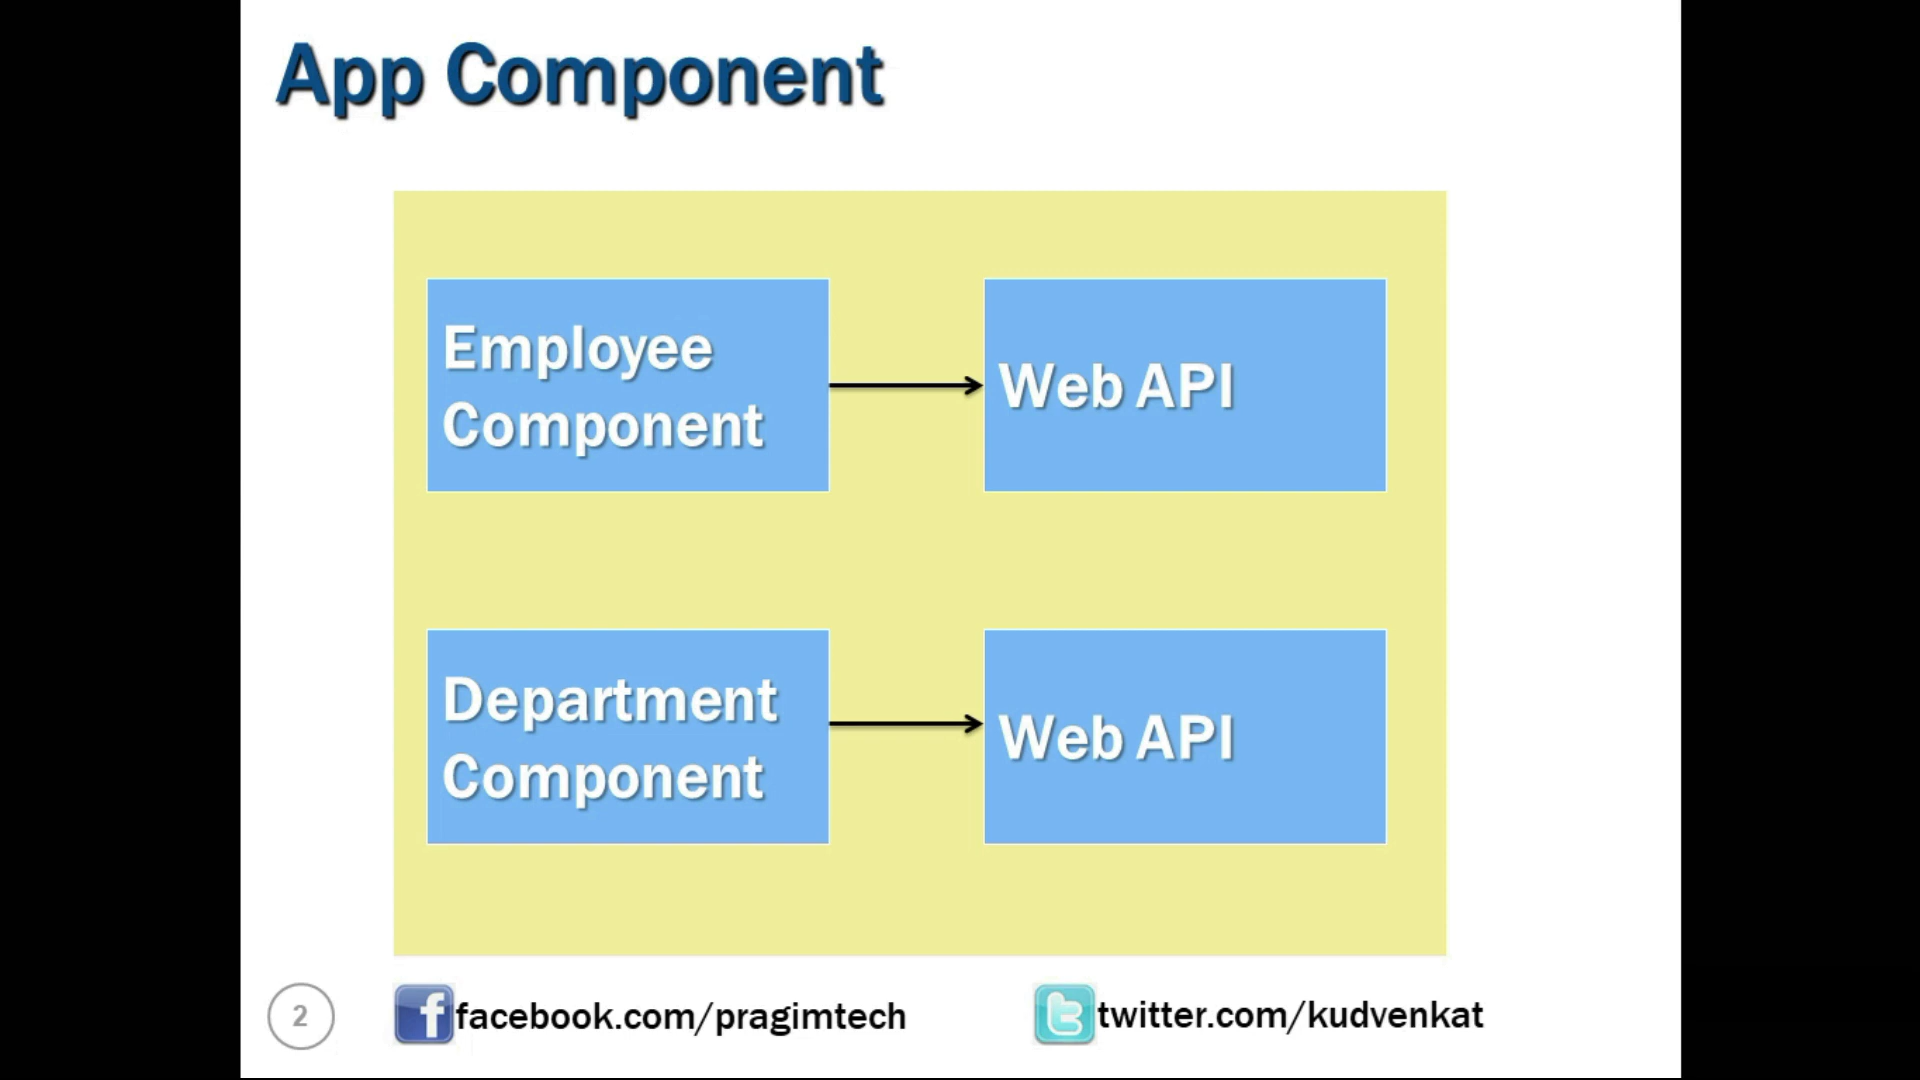 App Component
Employee
Component
Web API
Department
Component
Web API
2
facebook.com/pragimtech
twitter.com/kudvenkat